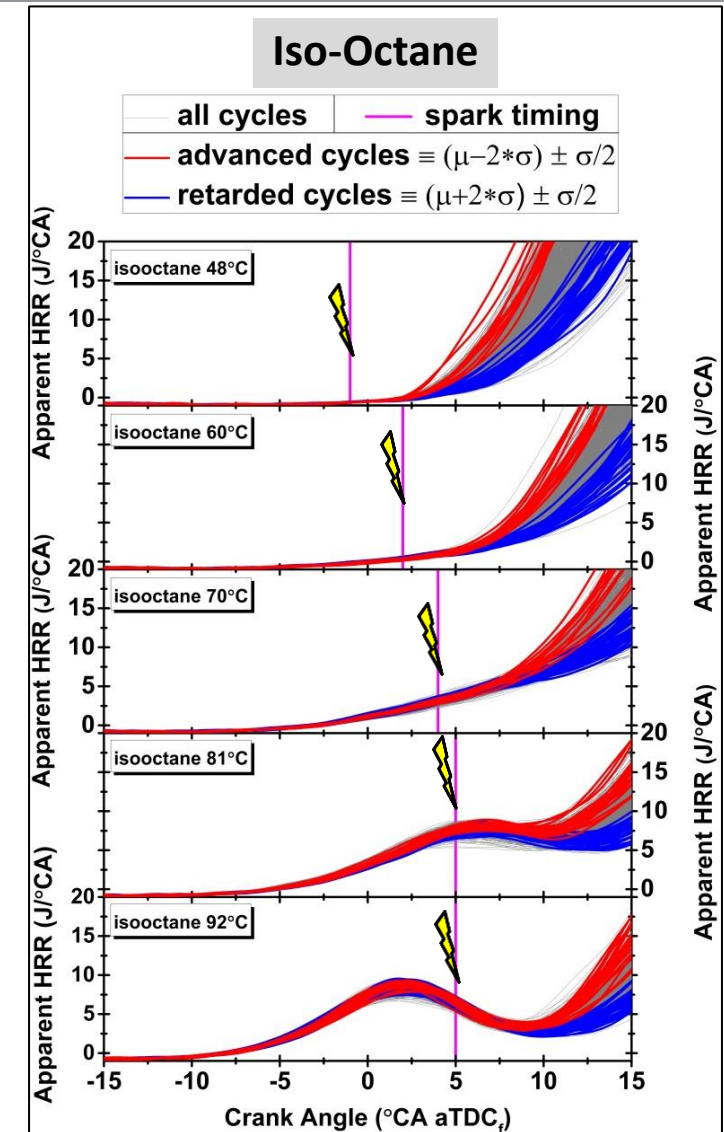 Iso-Octane
all cycles spark timing
advanced cycles ≡ (μ−2*σ) ± σ/2
retarded cycles ≡ (μ+2*σ) ± σ/2
Apparent HRR (J/°CA)
20
15
10
5
0
isooctane 48°C
Apparent HRR (J/°CA)
20
15
10
5
0
isooctane 60°C
Apparent HRR (J/°CA)
20
15
10
5
0
isooctane 70°C
Apparent HRR (J/°CA)
20
15
10
5
0
isooctane 81°C
Apparent HRR (J/°CA)
20
15
10
5
0
isooctane 92°C
-15 -10 -5 0 5 10 15
Crank Angle (°CA aTDCf)